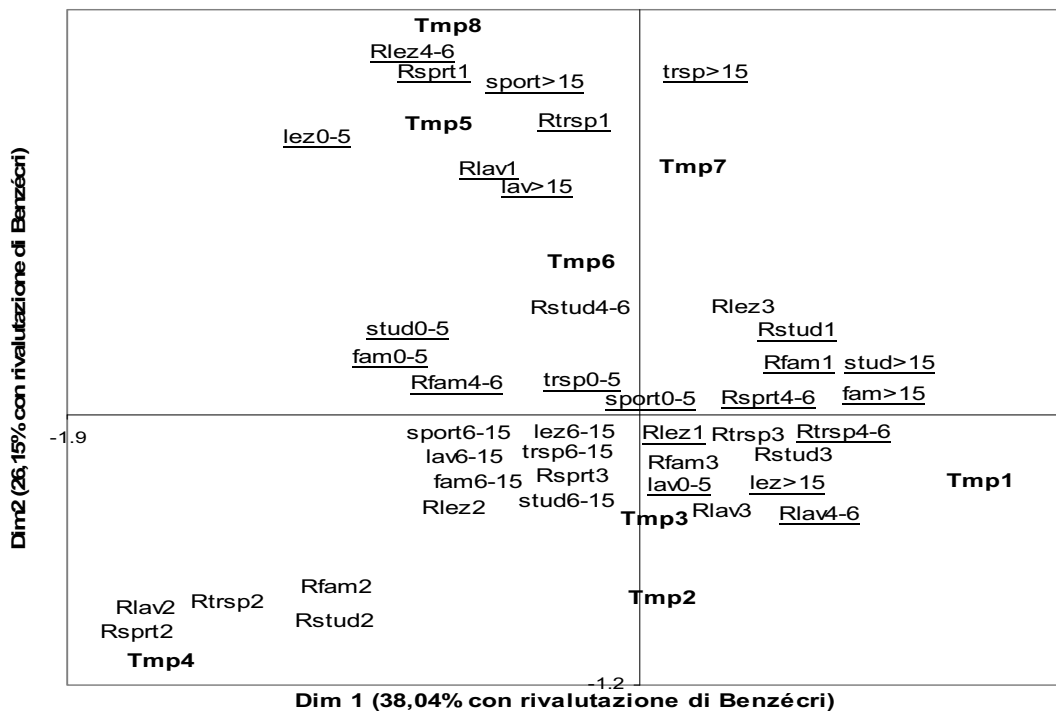 Tmp8
Rlez4-6
Rsprt1
sport>15
trsp>15
Tmp5
Rtrsp1
lez0-5
Rlav1
Tmp7
lav>15
Tmp6
Rstud4-6
Rlez3
stud0-5
Rstud1
fam0-5
Rfam1
stud>15
Rfam4-6
trsp0-5
sport0-5
Rsprt4-6
fam>15
-1.9
sport6-15
lez6-15
Rlez1
Rtrsp3
Rtrsp4-6
lav6-15
trsp6-15
Rfam3
Rstud3
fam6-15
Rsprt3
lav0-5
lez>15
Tmp1
Rlez2
stud6-15
Tmp3
Rlav3
Rlav4-6
Rlav2
Rtrsp2
Rfam2
Tmp2
Rsprt2
Rstud2
Tmp4
-1.2
Dim 1 (38,04% con rivalutazione di Benzécri)
Dim2 (26,15% con rivalutazione di Benzécri)